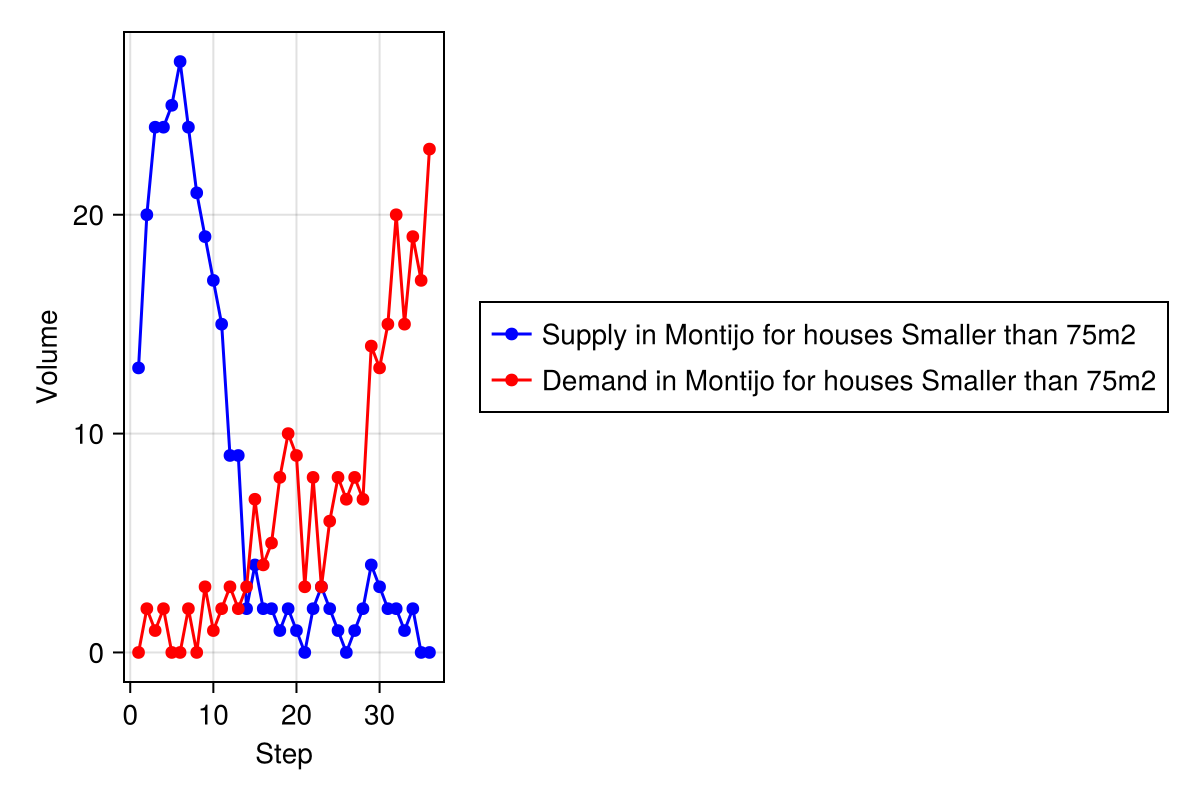 Volume
20
10
0
0 10 20 30
Step
Supply in Montijo for houses Smaller than 75m2
Demand in Montijo for houses Smaller than 75m2